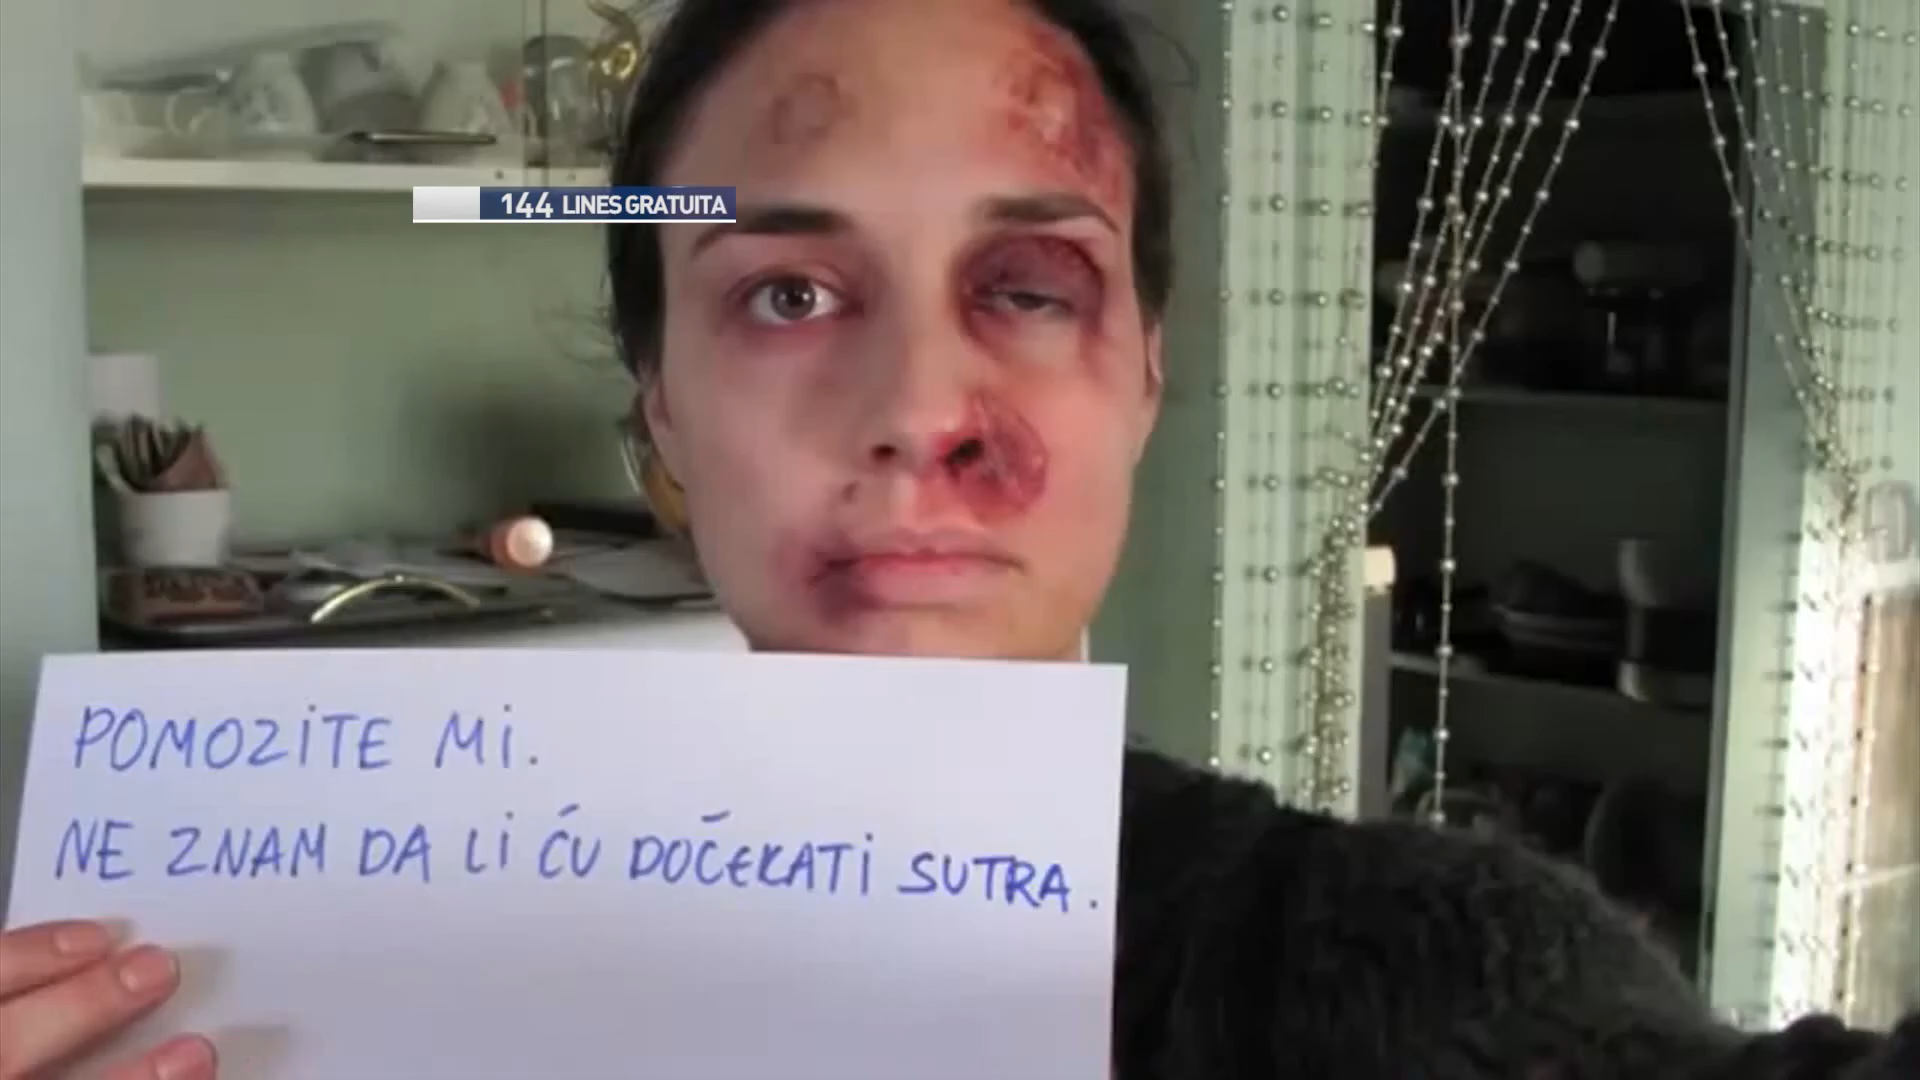 144 LINES GRATUITA
POMOZITE MI.
NE ZNAM DA LI ĆU DOČEKATI SUTRA.